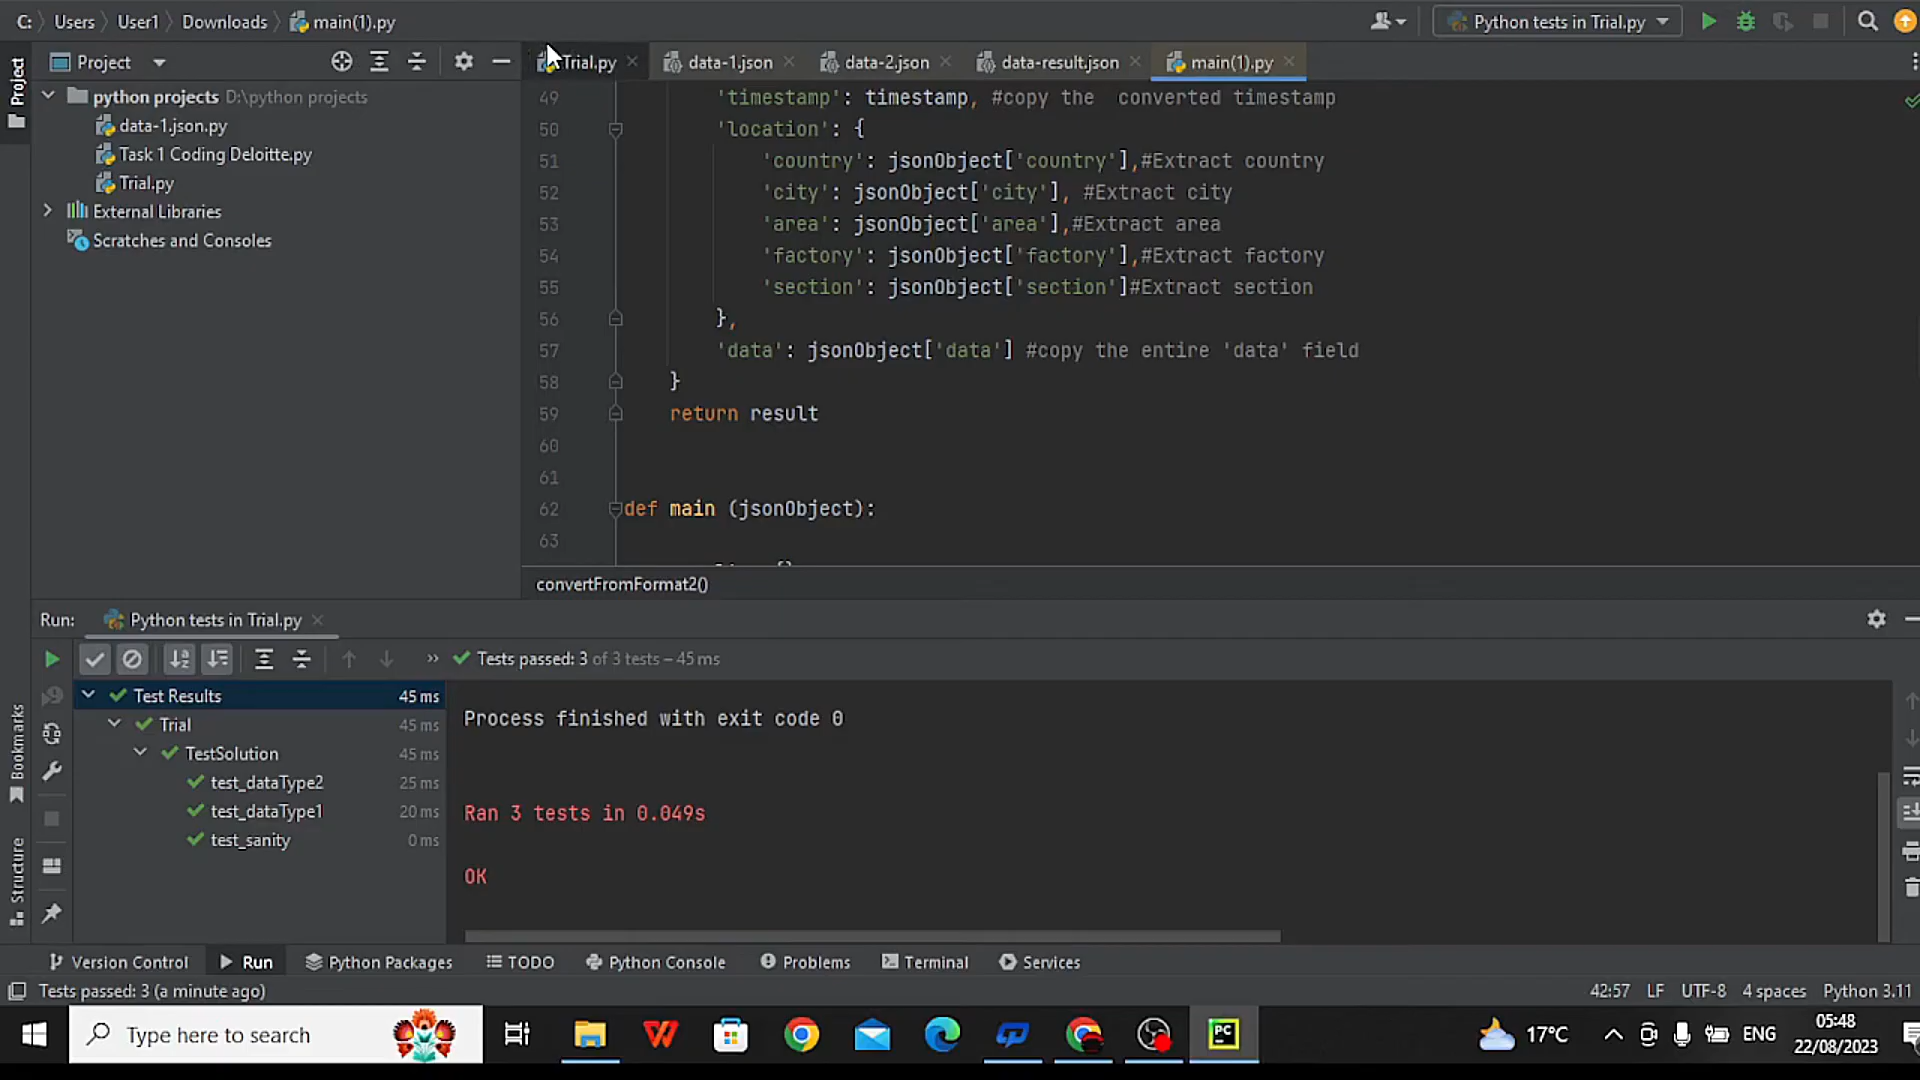 C: Users User1 Downloads main(1).py
Python tests in Trial.py
Project
Project
Trial.py
data-1.json
data-2.json
data-result.json
main(1).py
python projects D:\python projects
data-1.json.py
Task 1 Coding Deloitte.py
Trial.py
External Libraries
Scratches and Consoles
49 'timestamp': timestamp, #copy the  converted timestamp
50 'location': {
51 'country': jsonObject['country'],#Extract country
52 'city': jsonObject['city'], #Extract city
53 'area': jsonObject['area'],#Extract area
54 'factory': jsonObject['factory'],#Extract factory
55 'section': jsonObject['section']#Extract section
56 },
57 'data': jsonObject['data'] #copy the entire 'data' field
58 }
59 return result
60
61
62 def main (jsonObject):
63
convertFromFormat2()
Run: Python tests in Trial.py
Tests passed: 3 of 3 tests – 45 ms
Test Results 45 ms
Trial 45 ms
TestSolution 45 ms
test_dataType2 25 ms
test_dataType1 20 ms
test_sanity 0 ms
Process finished with exit code 0
Ran 3 tests in 0.049s
OK
Bookmarks
Structure
Version Control Run Python Packages TODO Python Console Problems Terminal Services
Tests passed: 3 (a minute ago)
42:57 LF UTF-8 4 spaces Python 3.11
Type here to search
PC
17°C
ENG
05:48
22/08/2023